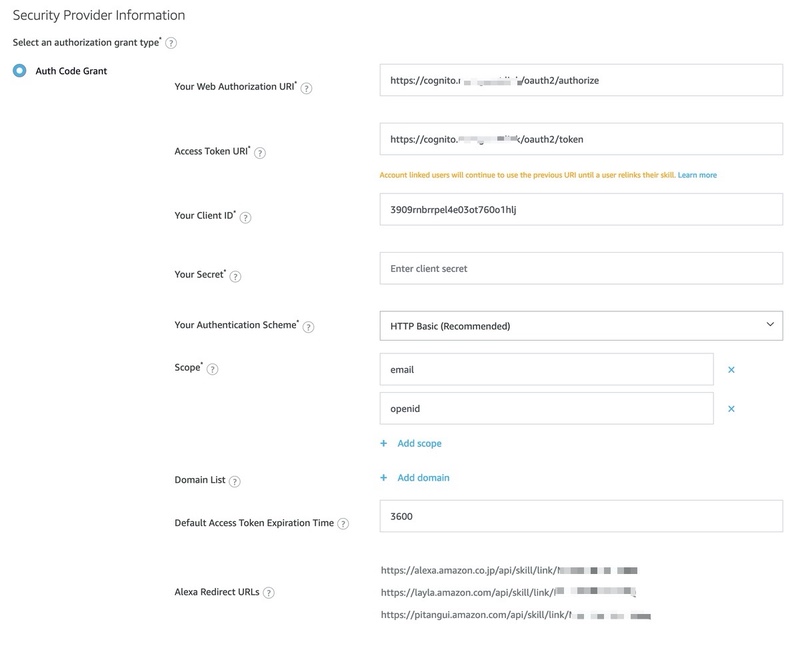 Security Provider Information
Select an authorization grant type* ?
Auth Code Grant
Your Web Authorization URI* ?
https://cognito. /oauth2/authorize
Access Token URI* ?
https://cognito. /oauth2/token
Account linked users will continue to use the previous URI until a user relinks their skill. Learn more
Your Client ID* ?
3909rnbrrpel4e03ot760o1hlj
Your Secret* ?
Enter client secret
Your Authentication Scheme* ?
HTTP Basic (Recommended)
Scope* ?
email ×
openid ×
+ Add scope
Domain List ?
+ Add domain
Default Access Token Expiration Time ?
3600
Alexa Redirect URLs ?
https://alexa.amazon.co.jp/api/skill/link/
https://layla.amazon.com/api/skill/link/
https://pitangui.amazon.com/api/skill/link/